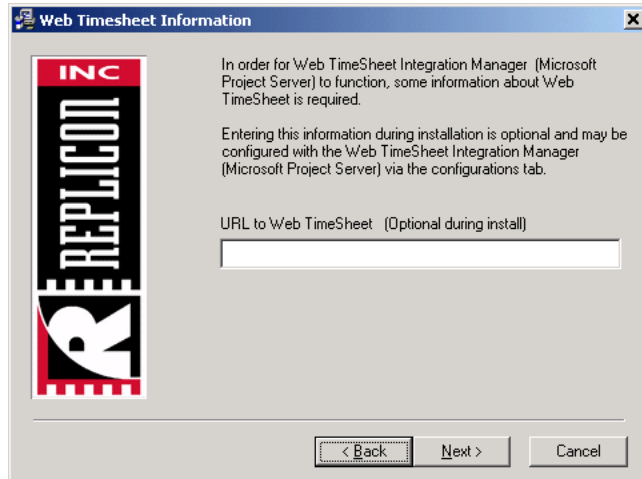 Web Timesheet Information
INC
REPLICON
R
In order for Web TimeSheet Integration Manager (Microsoft
Project Server) to function, some information about Web
TimeSheet is required.
Entering this information during installation is optional and may be
configured with the Web TimeSheet Integration Manager
(Microsoft Project Server) via the configurations tab.
URL to Web TimeSheet (Optional during install)
< Back
Next >
Cancel